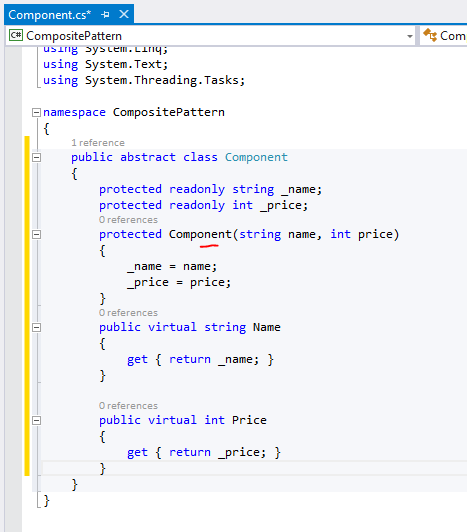 Component.cs*
C# CompositePattern
Com
using System.Linq;
using System.Text;
using System.Threading.Tasks;
namespace CompositePattern
{
1 reference
public abstract class Component
{
protected readonly string _name;
protected readonly int _price;
0 references
protected Component(string name, int price)
{
_name = name;
_price = price;
}
0 references
public virtual string Name
{
get { return _name; }
}
0 references
public virtual int Price
{
get { return _price; }
}
}
}